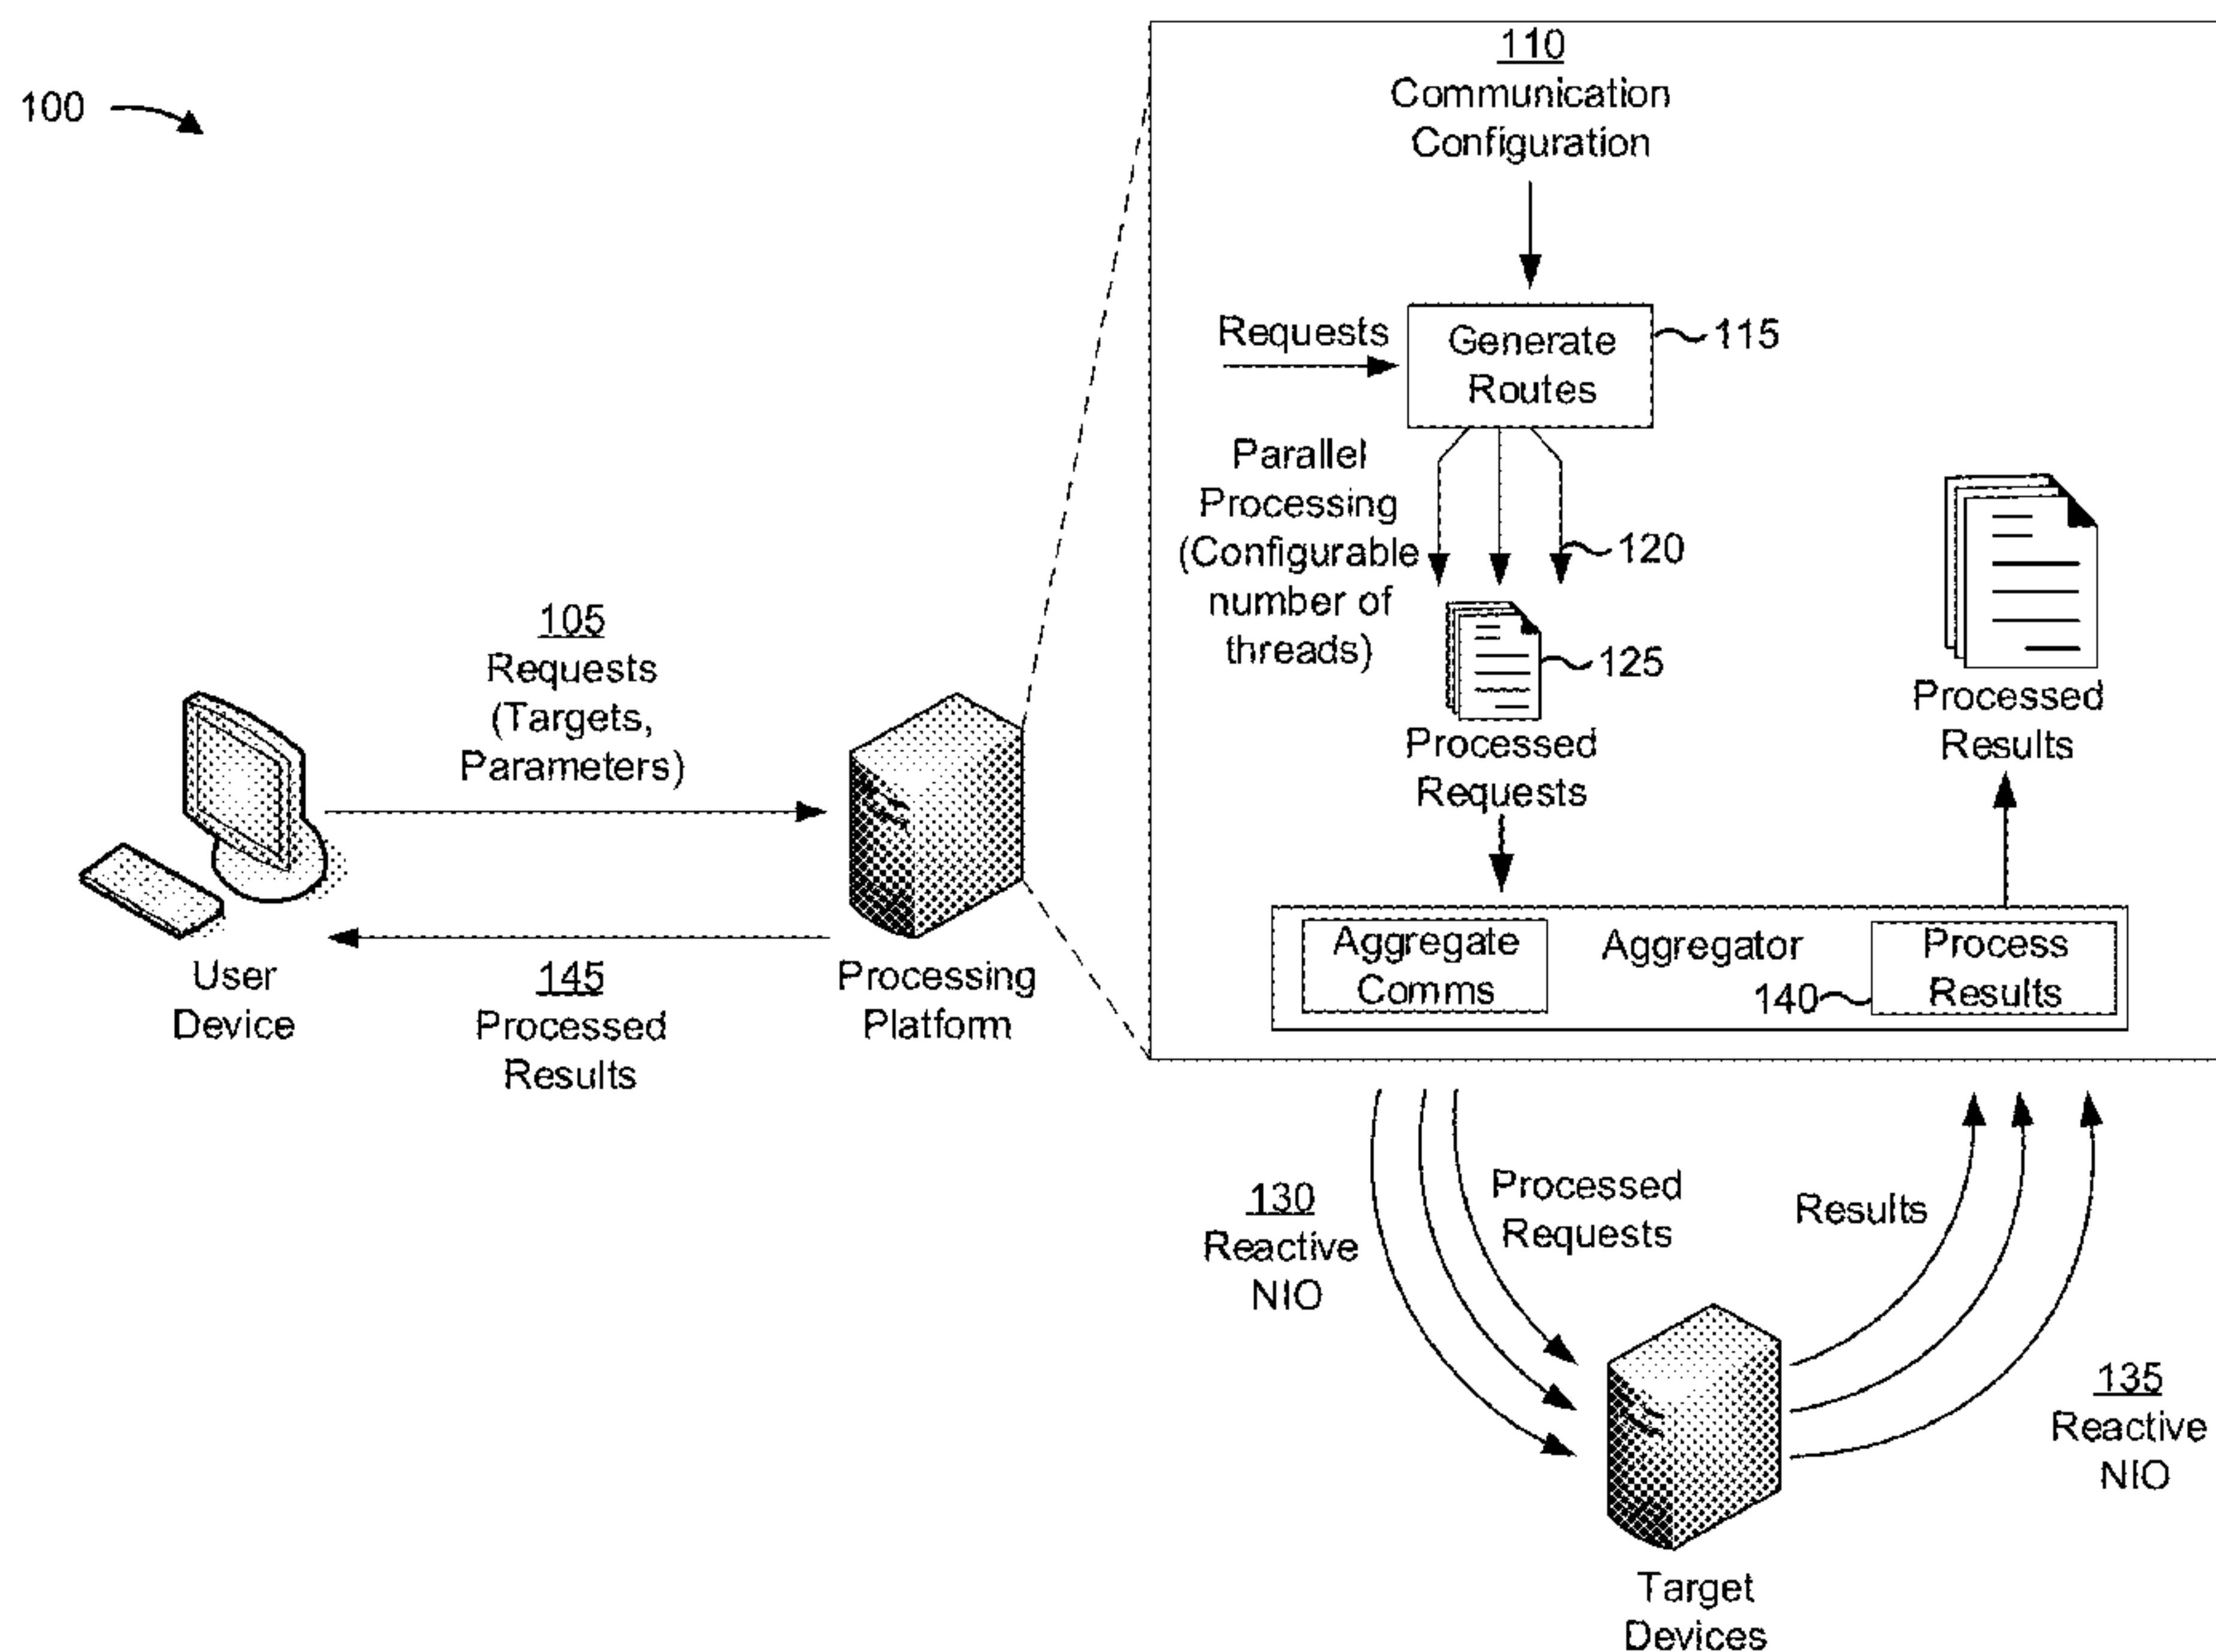 100
110
Communication
Configuration
Requests
Generate
Routes
115
Parallel
Processing
(Configurable
number of
threads)
120
125
Processed
Requests
Processed
Results
105
Requests
(Targets,
Parameters)
User
Device
145
Processed
Results
Processing
Platform
Aggregate
Comms
Aggregator
140
Process
Results
130
Reactive
NIO
Processed
Requests
Results
135
Reactive
NIO
Target
Devices